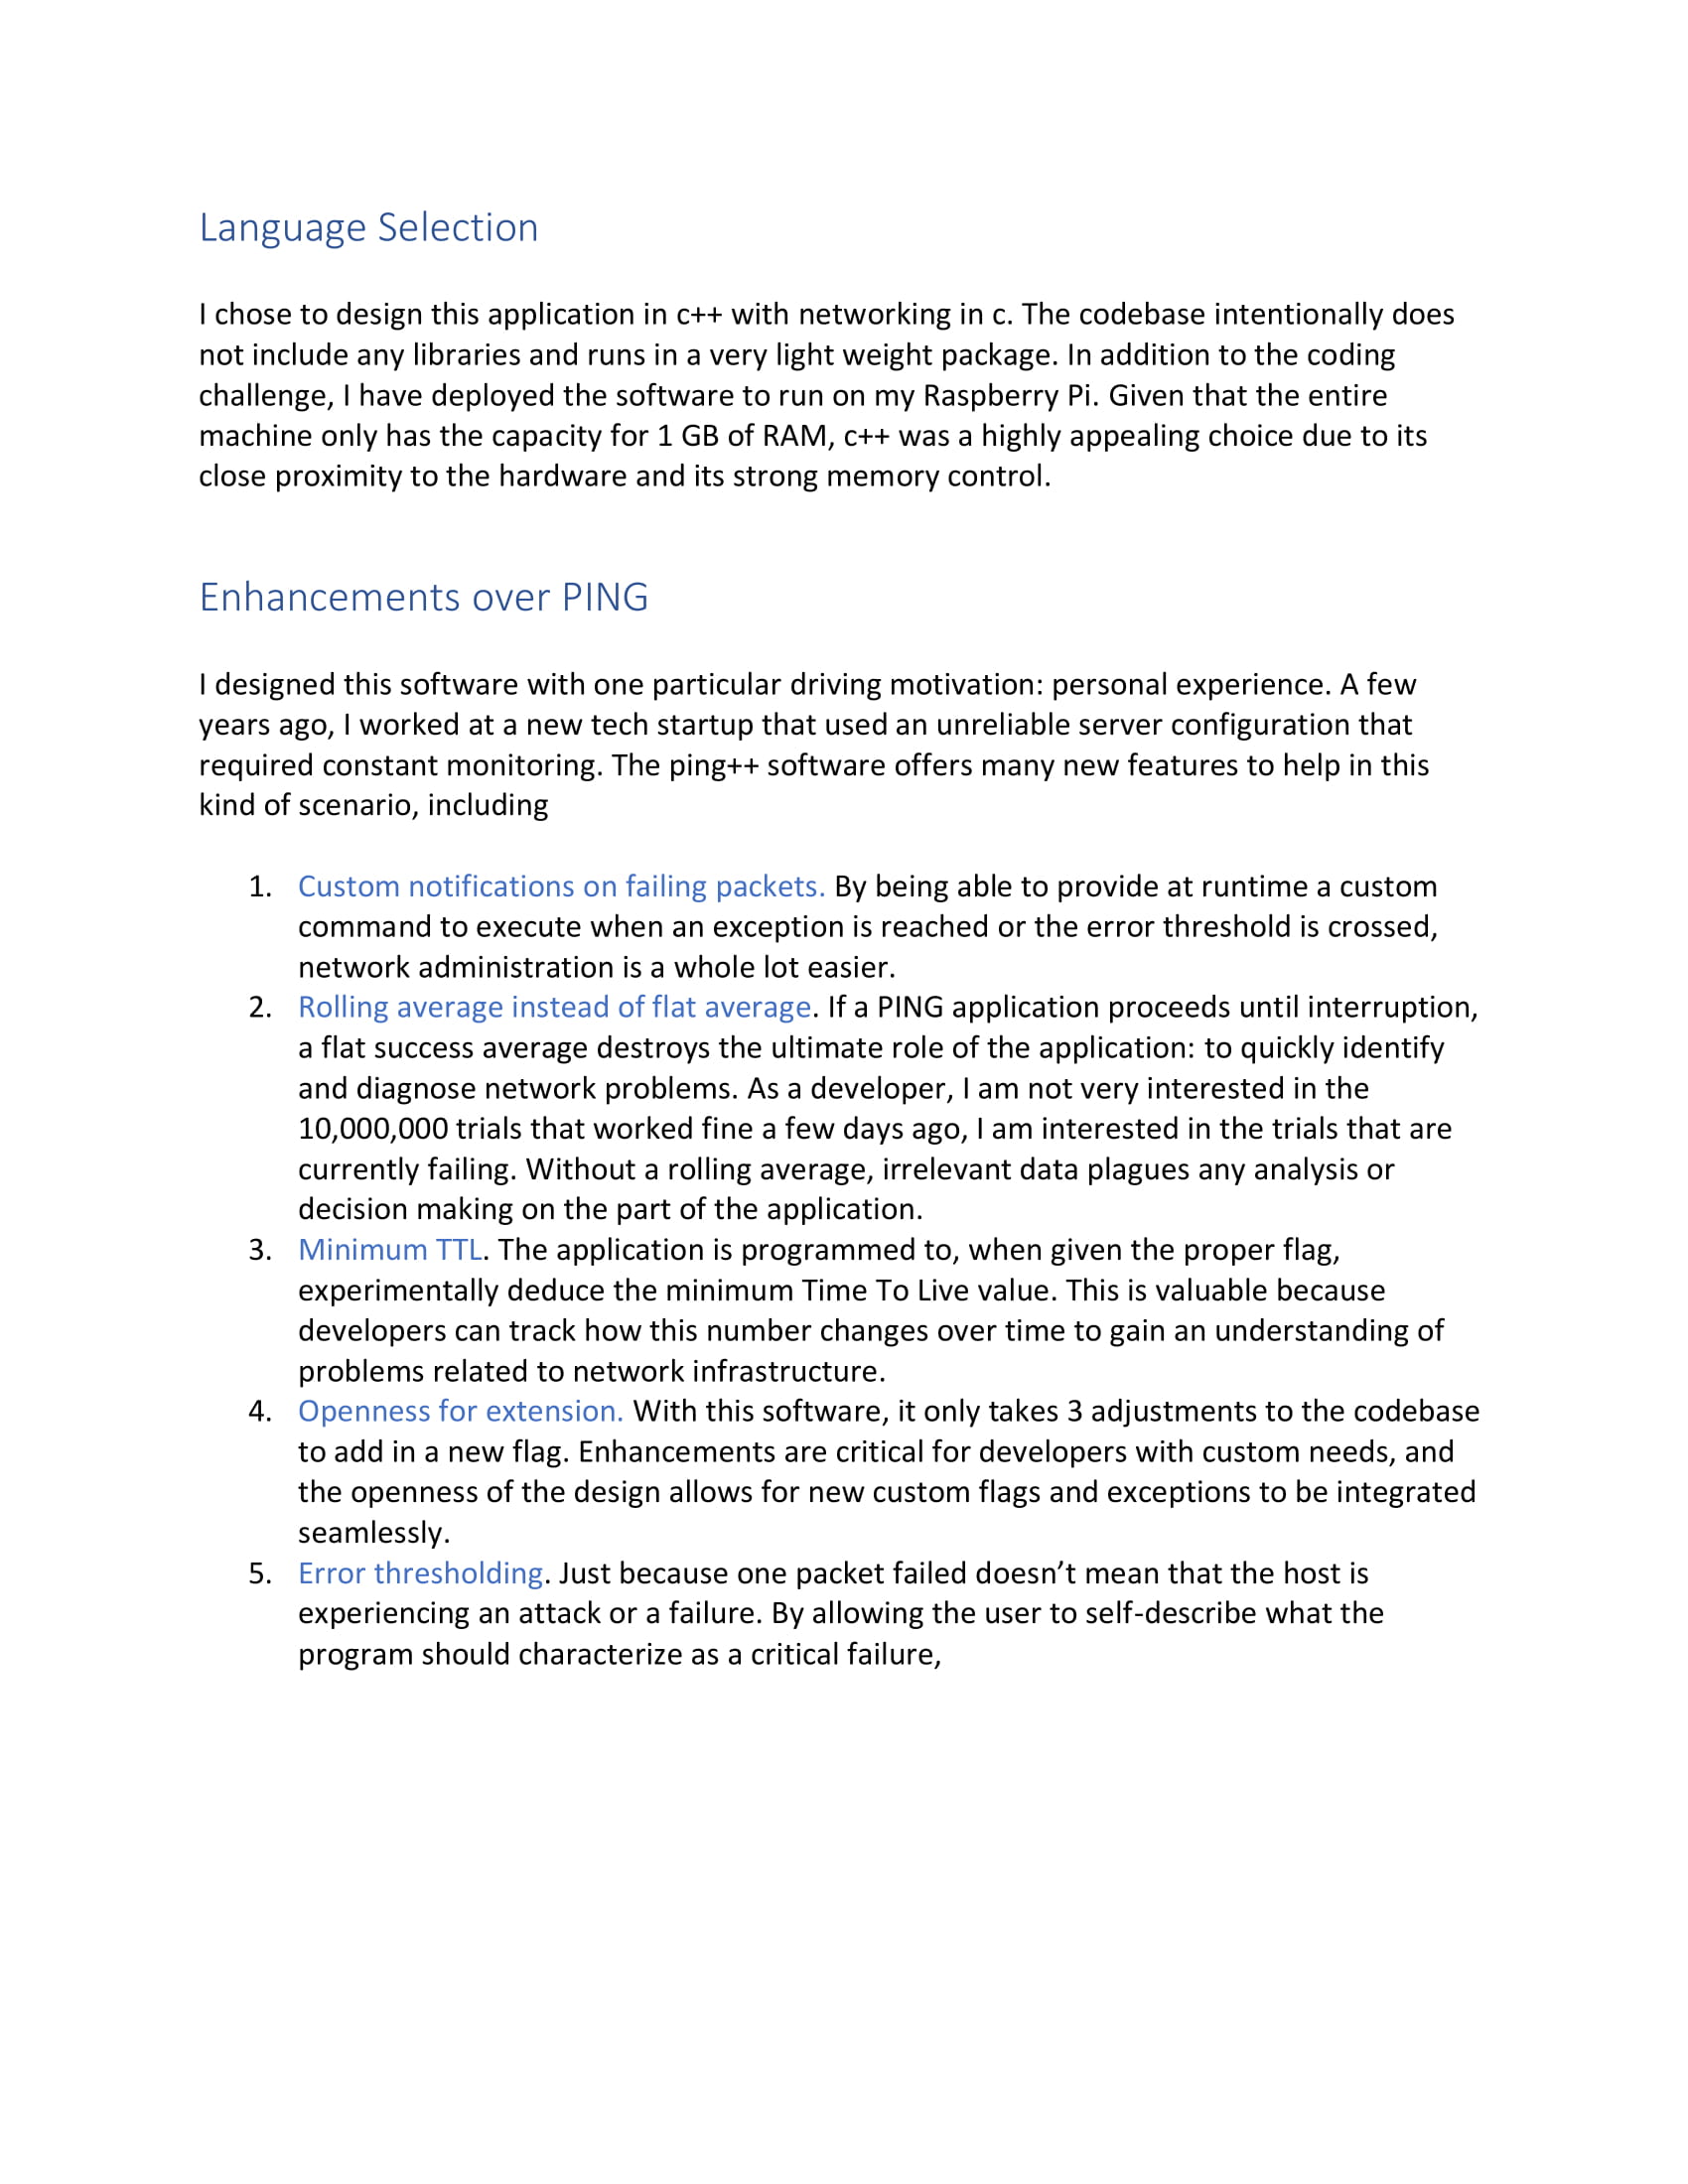 Language Selection
I chose to design this application in c++ with networking in c. The codebase intentionally does
not include any libraries and runs in a very light weight package. In addition to the coding
challenge, I have deployed the software to run on my Raspberry Pi. Given that the entire
machine only has the capacity for 1 GB of RAM, c++ was a highly appealing choice due to its
close proximity to the hardware and its strong memory control.
Enhancements over PING
I designed this software with one particular driving motivation: personal experience. A few
years ago, I worked at a new tech startup that used an unreliable server configuration that
required constant monitoring. The ping++ software offers many new features to help in this
kind of scenario, including
1. Custom notifications on failing packets. By being able to provide at runtime a custom
command to execute when an exception is reached or the error threshold is crossed,
network administration is a whole lot easier.
2. Rolling average instead of flat average. If a PING application proceeds until interruption,
a flat success average destroys the ultimate role of the application: to quickly identify
and diagnose network problems. As a developer, I am not very interested in the
10,000,000 trials that worked fine a few days ago, I am interested in the trials that are
currently failing. Without a rolling average, irrelevant data plagues any analysis or
decision making on the part of the application.
3. Minimum TTL. The application is programmed to, when given the proper flag,
experimentally deduce the minimum Time To Live value. This is valuable because
developers can track how this number changes over time to gain an understanding of
problems related to network infrastructure.
4. Openness for extension. With this software, it only takes 3 adjustments to the codebase
to add in a new flag. Enhancements are critical for developers with custom needs, and
the openness of the design allows for new custom flags and exceptions to be integrated
seamlessly.
5. Error thresholding. Just because one packet failed doesn’t mean that the host is
experiencing an attack or a failure. By allowing the user to self-describe what the
program should characterize as a critical failure,